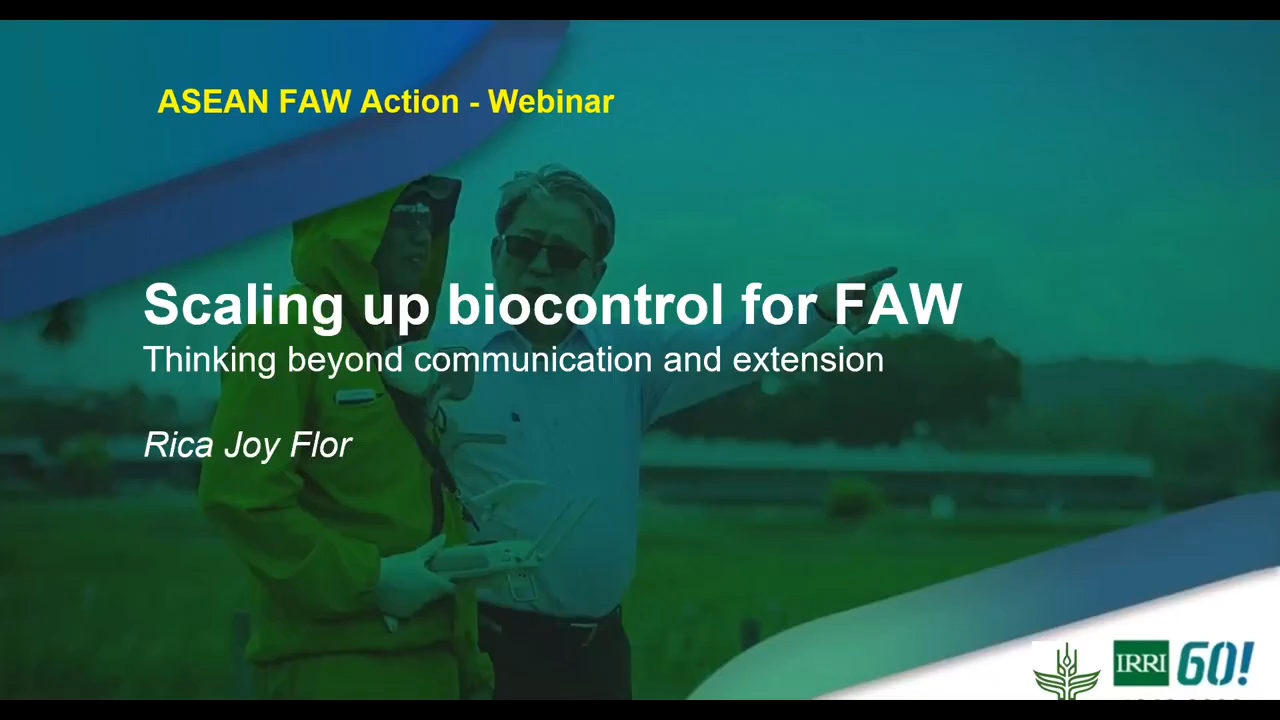 ASEAN FAW Action - Webinar
Scaling up biocontrol for FAW
Thinking beyond communication and extension
Rica Joy Flor
IRRI 60!